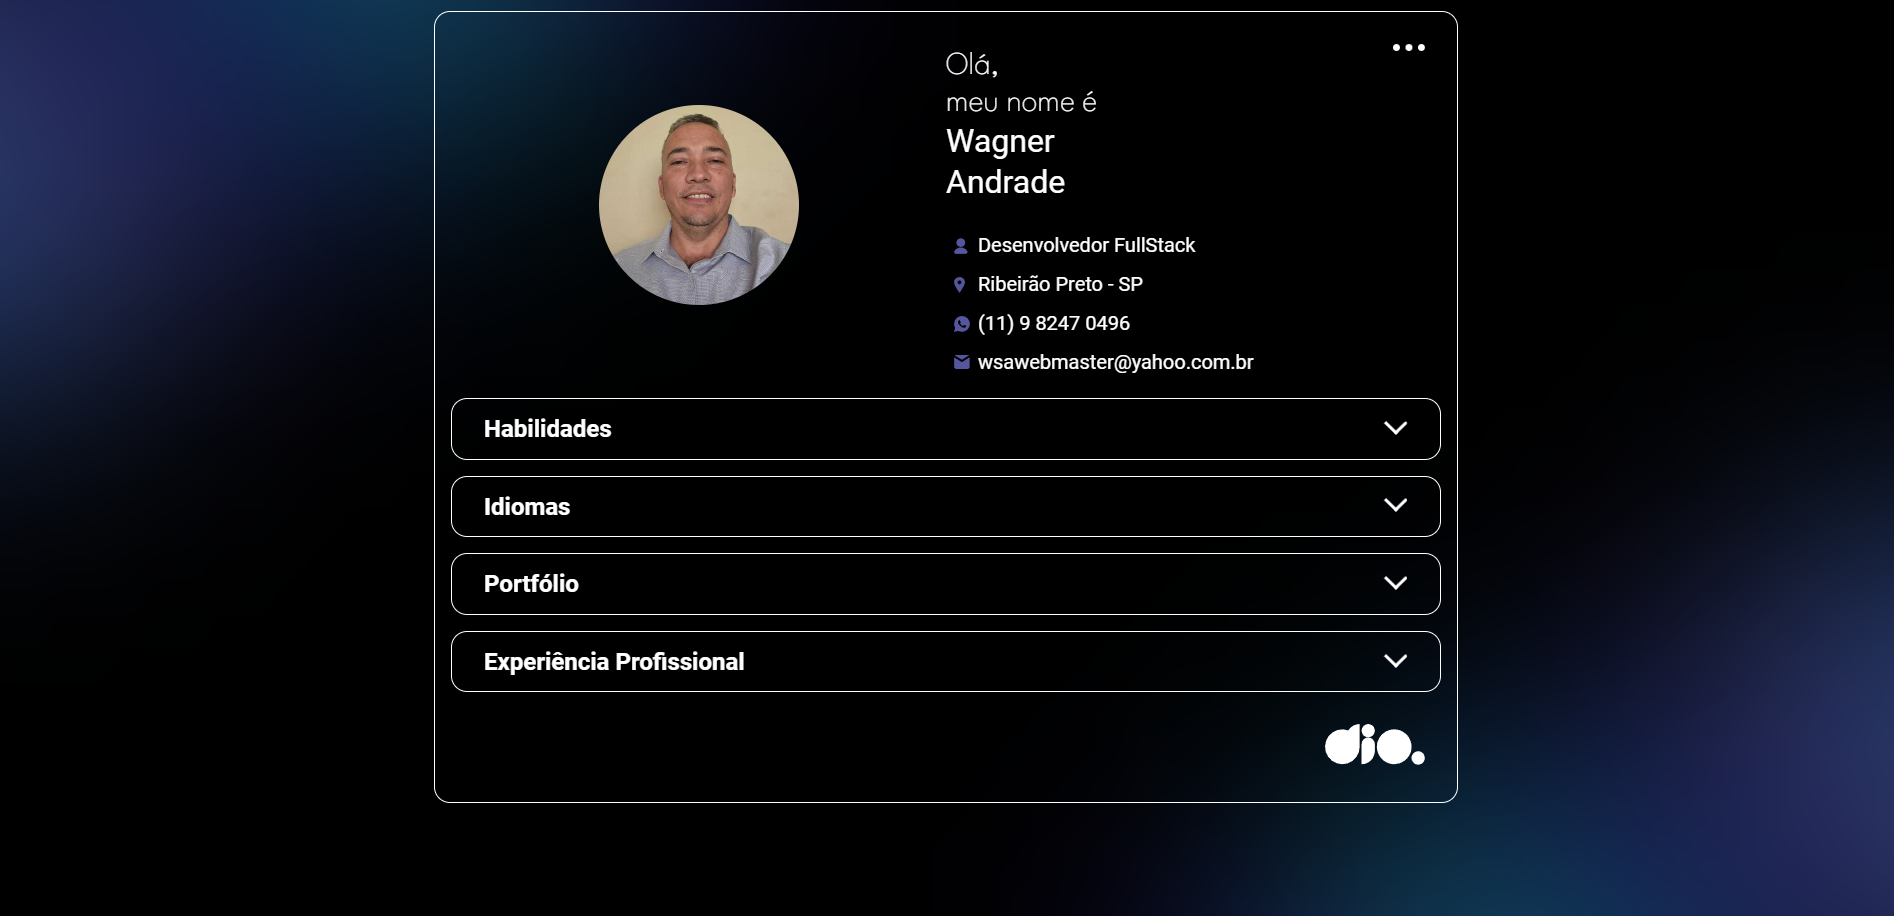 Olá,
meu nome é
Wagner
Andrade
Desenvolvedor FullStack
Ribeirão Preto - SP
(11) 9 8247 0496
wsawebmaster@yahoo.com.br
Habilidades
Idiomas
Portfólio
Experiência Profissional
dio.